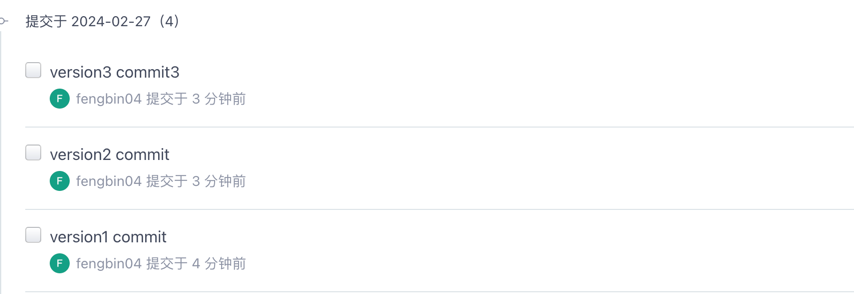 提交于 2024-02-27（4）
version3 commit3
F fengbin04 提交于 3 分钟前
version2 commit
F fengbin04 提交于 3 分钟前
version1 commit
F fengbin04 提交于 4 分钟前